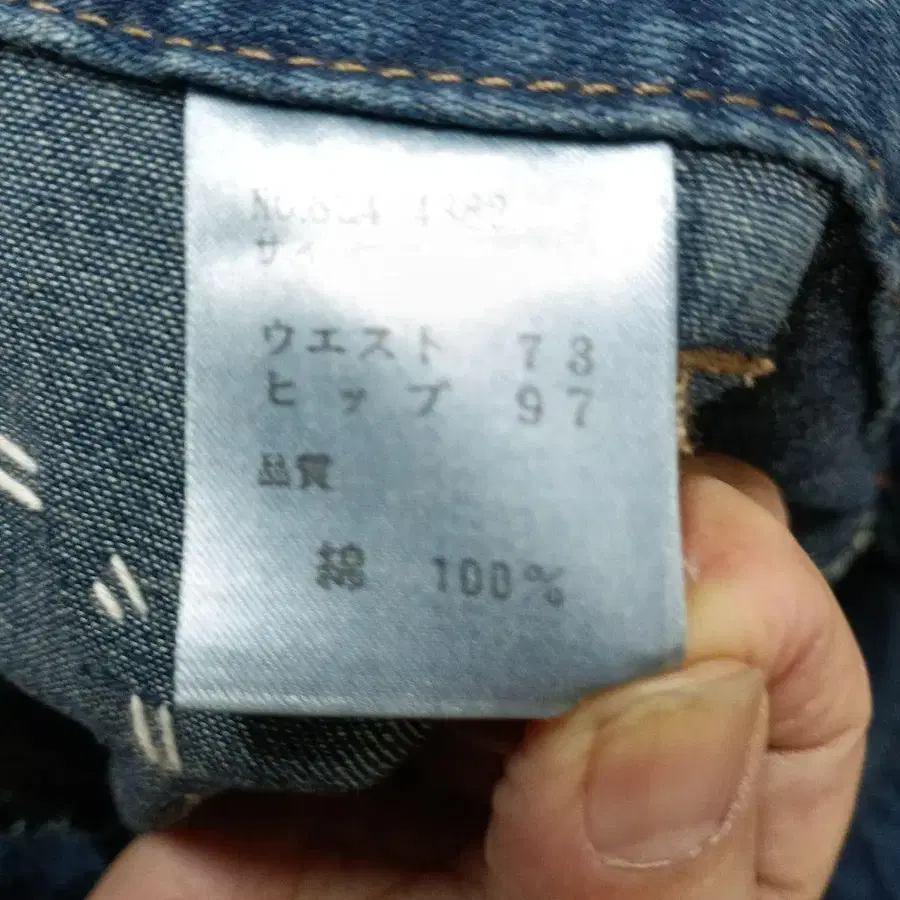 ウエスト 73
ヒップ 97
品質
綿 100%